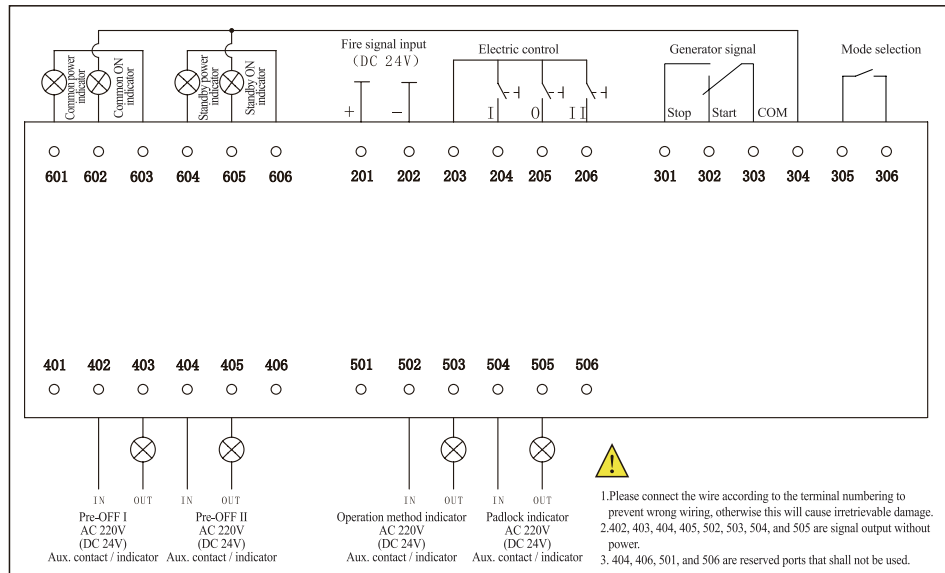 Fire signal input
(DC 24V)
Electric control
Generator signal
Mode selection
Common power
indicator
Common ON
indicator
Standby power
indicator
Standby ON
indicator
+
−
I
0
II
Stop
Start
COM
601 602 603 604 605 606 201 202 203 204 205 206 301 302 303 304 305 306
401 402 403 404 405 406 501 502 503 504 505 506
IN
OUT
Pre-OFF I
AC 220V
(DC 24V)
Aux. contact / indicator
IN
OUT
Pre-OFF II
AC 220V
(DC 24V)
Aux. contact / indicator
IN
OUT
Operation method indicator
AC 220V
(DC 24V)
Aux. contact / indicator
IN
OUT
Padlock indicator
AC 220V
(DC 24V)
Aux. contact / indicator
!
1.Please connect the wire according to the terminal numbering to
prevent wrong wiring, otherwise this will cause irretrievable damage.
2.402, 403, 404, 405, 502, 503, 504, and 505 are signal output without
power.
3. 404, 406, 501, and 506 are reserved ports that shall not be used.